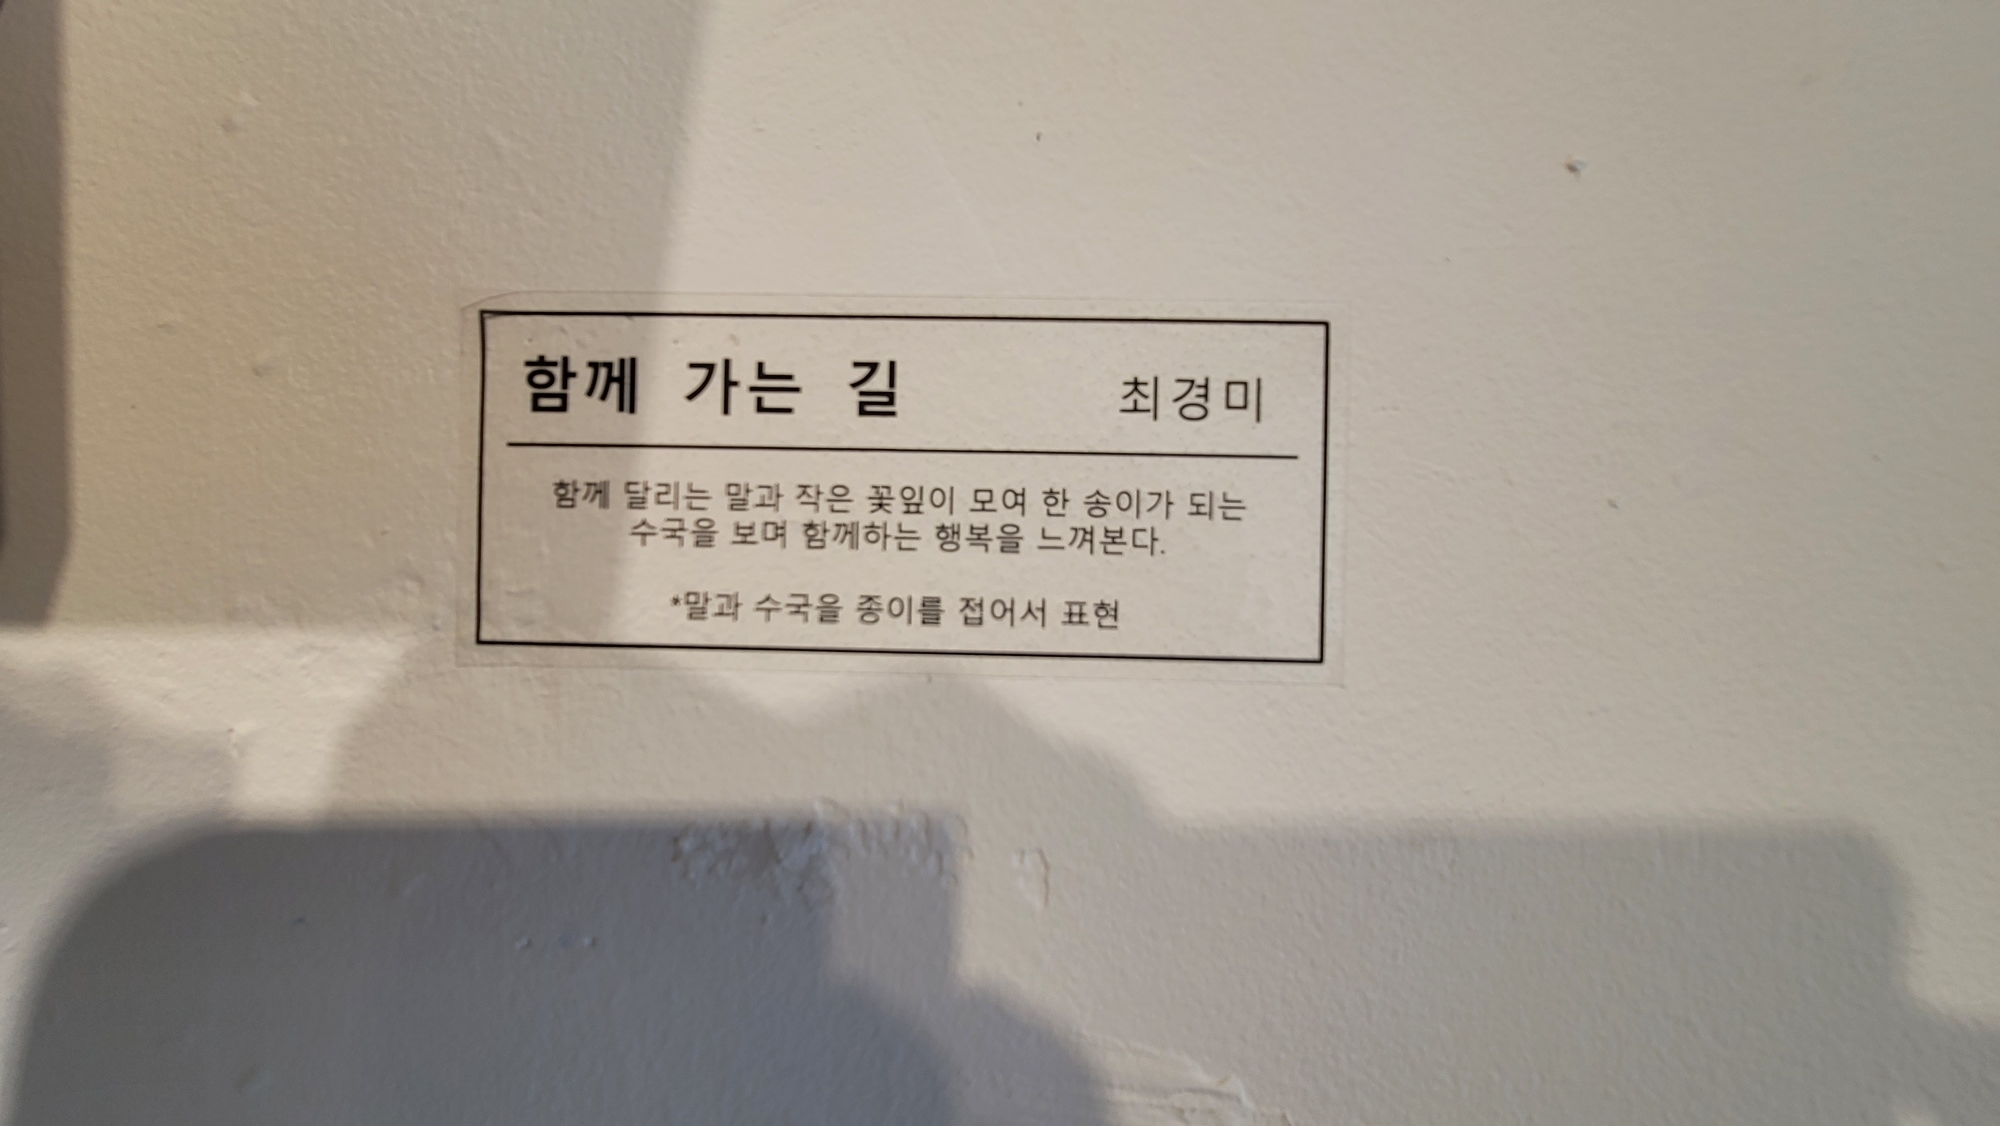 함께 가는 길 최경미
함께 달리는 말과 작은 꽃잎이 모여 한 송이가 되는
수국을 보며 함께하는 행복을 느껴본다.
*말과 수국을 종이를 접어서 표현